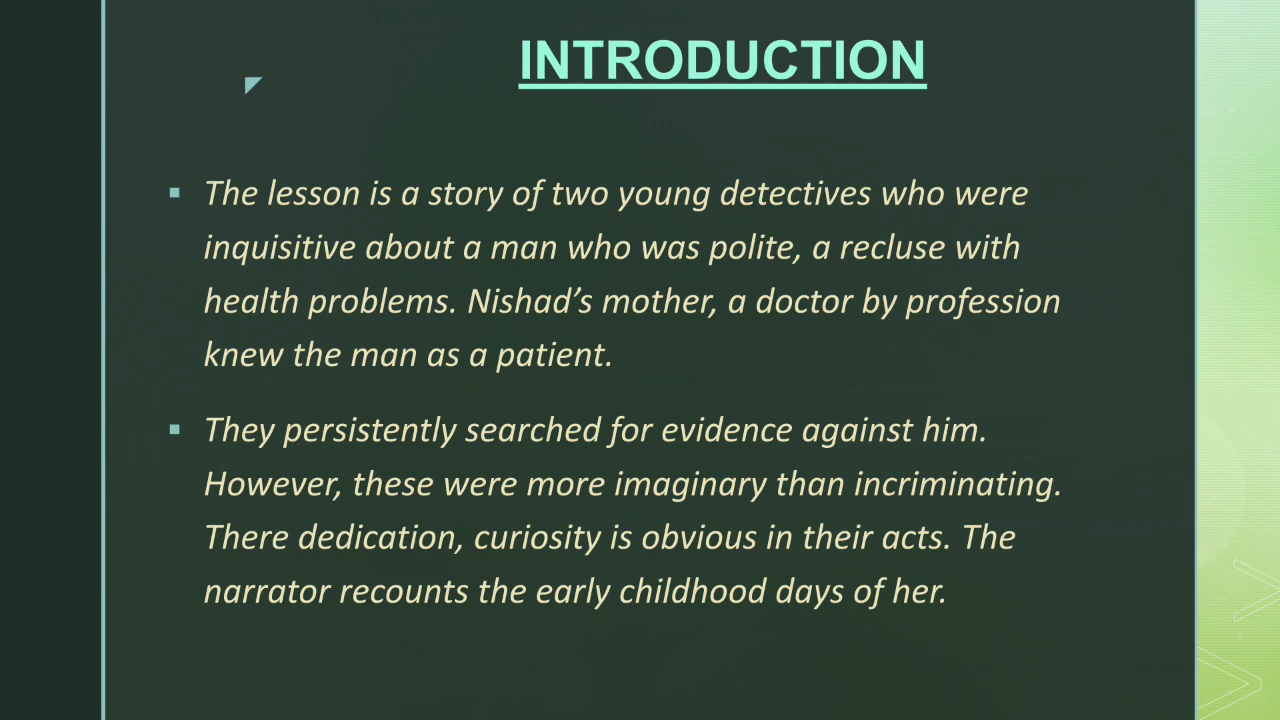 INTRODUCTION
▪ The lesson is a story of two young detectives who were
inquisitive about a man who was polite, a recluse with
health problems. Nishad’s mother, a doctor by profession
knew the man as a patient.
▪ They persistently searched for evidence against him.
However, these were more imaginary than incriminating.
There dedication, curiosity is obvious in their acts. The
narrator recounts the early childhood days of her.